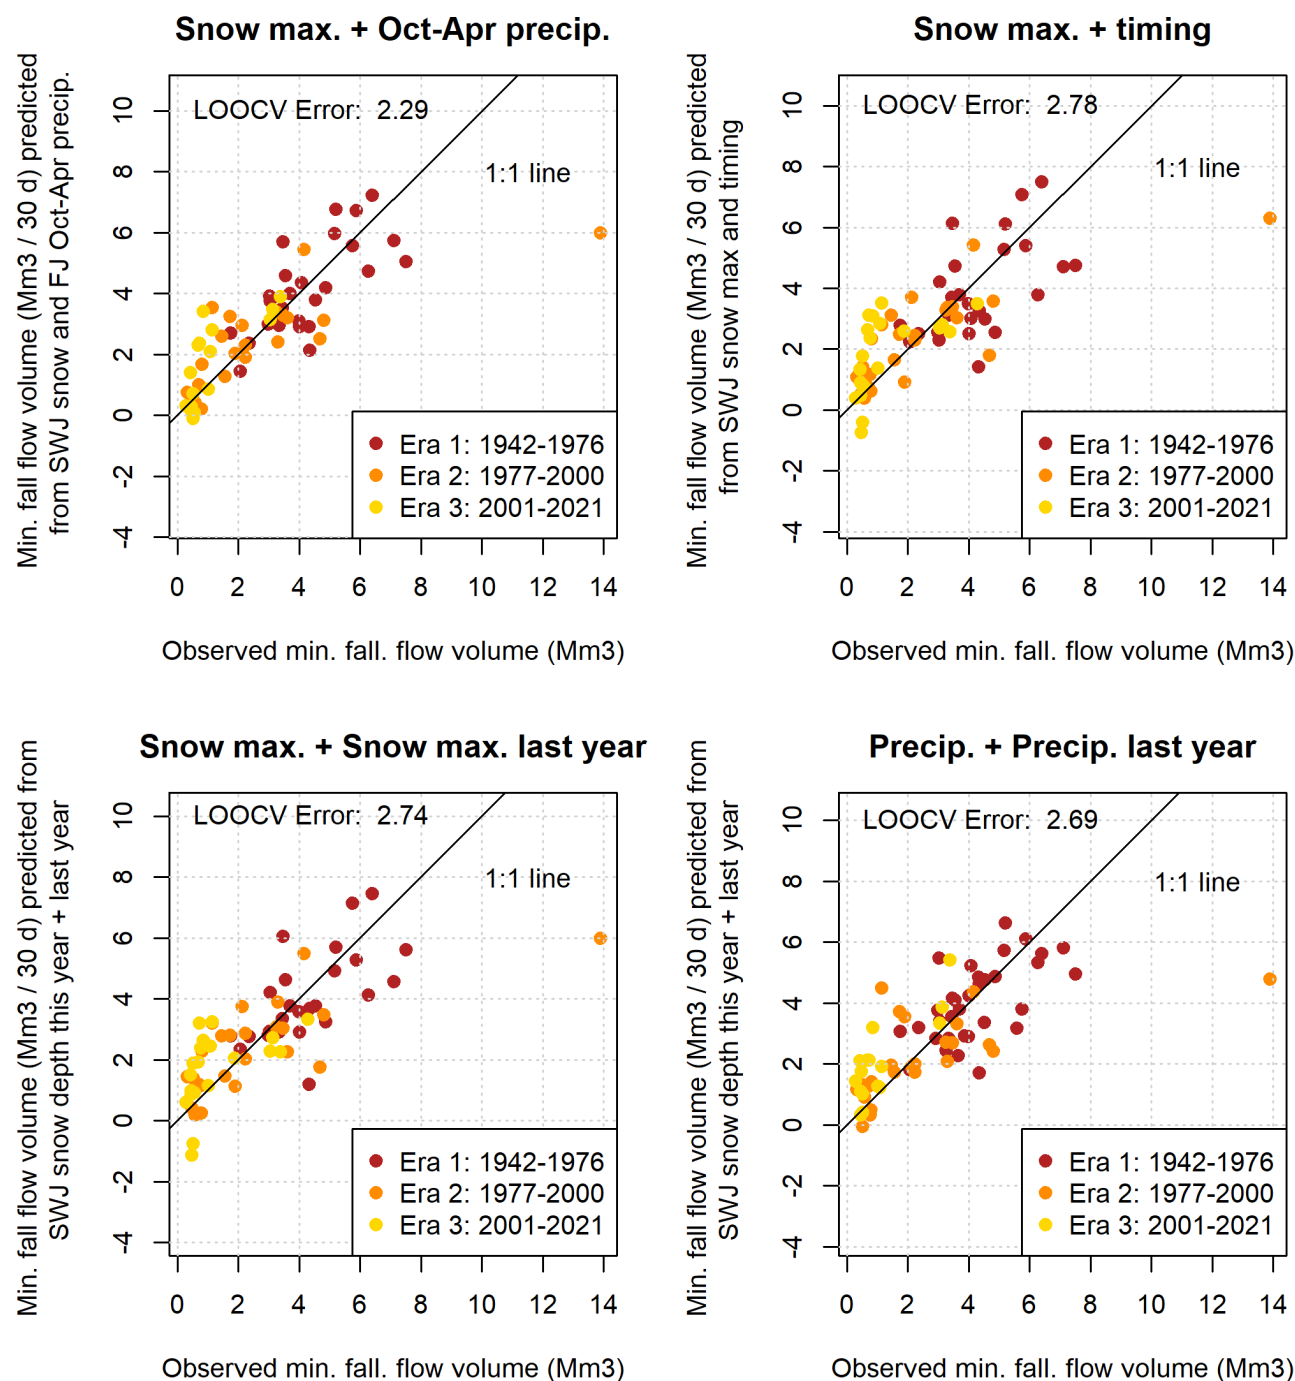 Snow max. + Oct-Apr precip.
Min. fall flow volume (Mm3 / 30 d) predicted
from SWJ snow and FJ Oct-Apr precip.
LOOCV Error:  2.29
1:1 line
10
8
6
4
2
0
-2
-4
Era 1: 1942-1976
Era 2: 1977-2000
Era 3: 2001-2021
0 2 4 6 8 10 12 14
Observed min. fall. flow volume (Mm3)
Snow max. + timing
Min. fall flow volume (Mm3 / 30 d) predicted
from SWJ snow max and timing
LOOCV Error:  2.78
1:1 line
10
8
6
4
2
0
-2
-4
Era 1: 1942-1976
Era 2: 1977-2000
Era 3: 2001-2021
0 2 4 6 8 10 12 14
Observed min. fall. flow volume (Mm3)
Snow max. + Snow max. last year
Min. fall flow volume (Mm3 / 30 d) predicted from
SWJ snow depth this year + last year
LOOCV Error:  2.74
1:1 line
10
8
6
4
2
0
-2
-4
Era 1: 1942-1976
Era 2: 1977-2000
Era 3: 2001-2021
0 2 4 6 8 10 12 14
Observed min. fall. flow volume (Mm3)
Precip. + Precip. last year
Min. fall flow volume (Mm3 / 30 d) predicted from
SWJ snow depth this year + last year
LOOCV Error:  2.69
1:1 line
10
8
6
4
2
0
-2
-4
Era 1: 1942-1976
Era 2: 1977-2000
Era 3: 2001-2021
0 2 4 6 8 10 12 14
Observed min. fall. flow volume (Mm3)